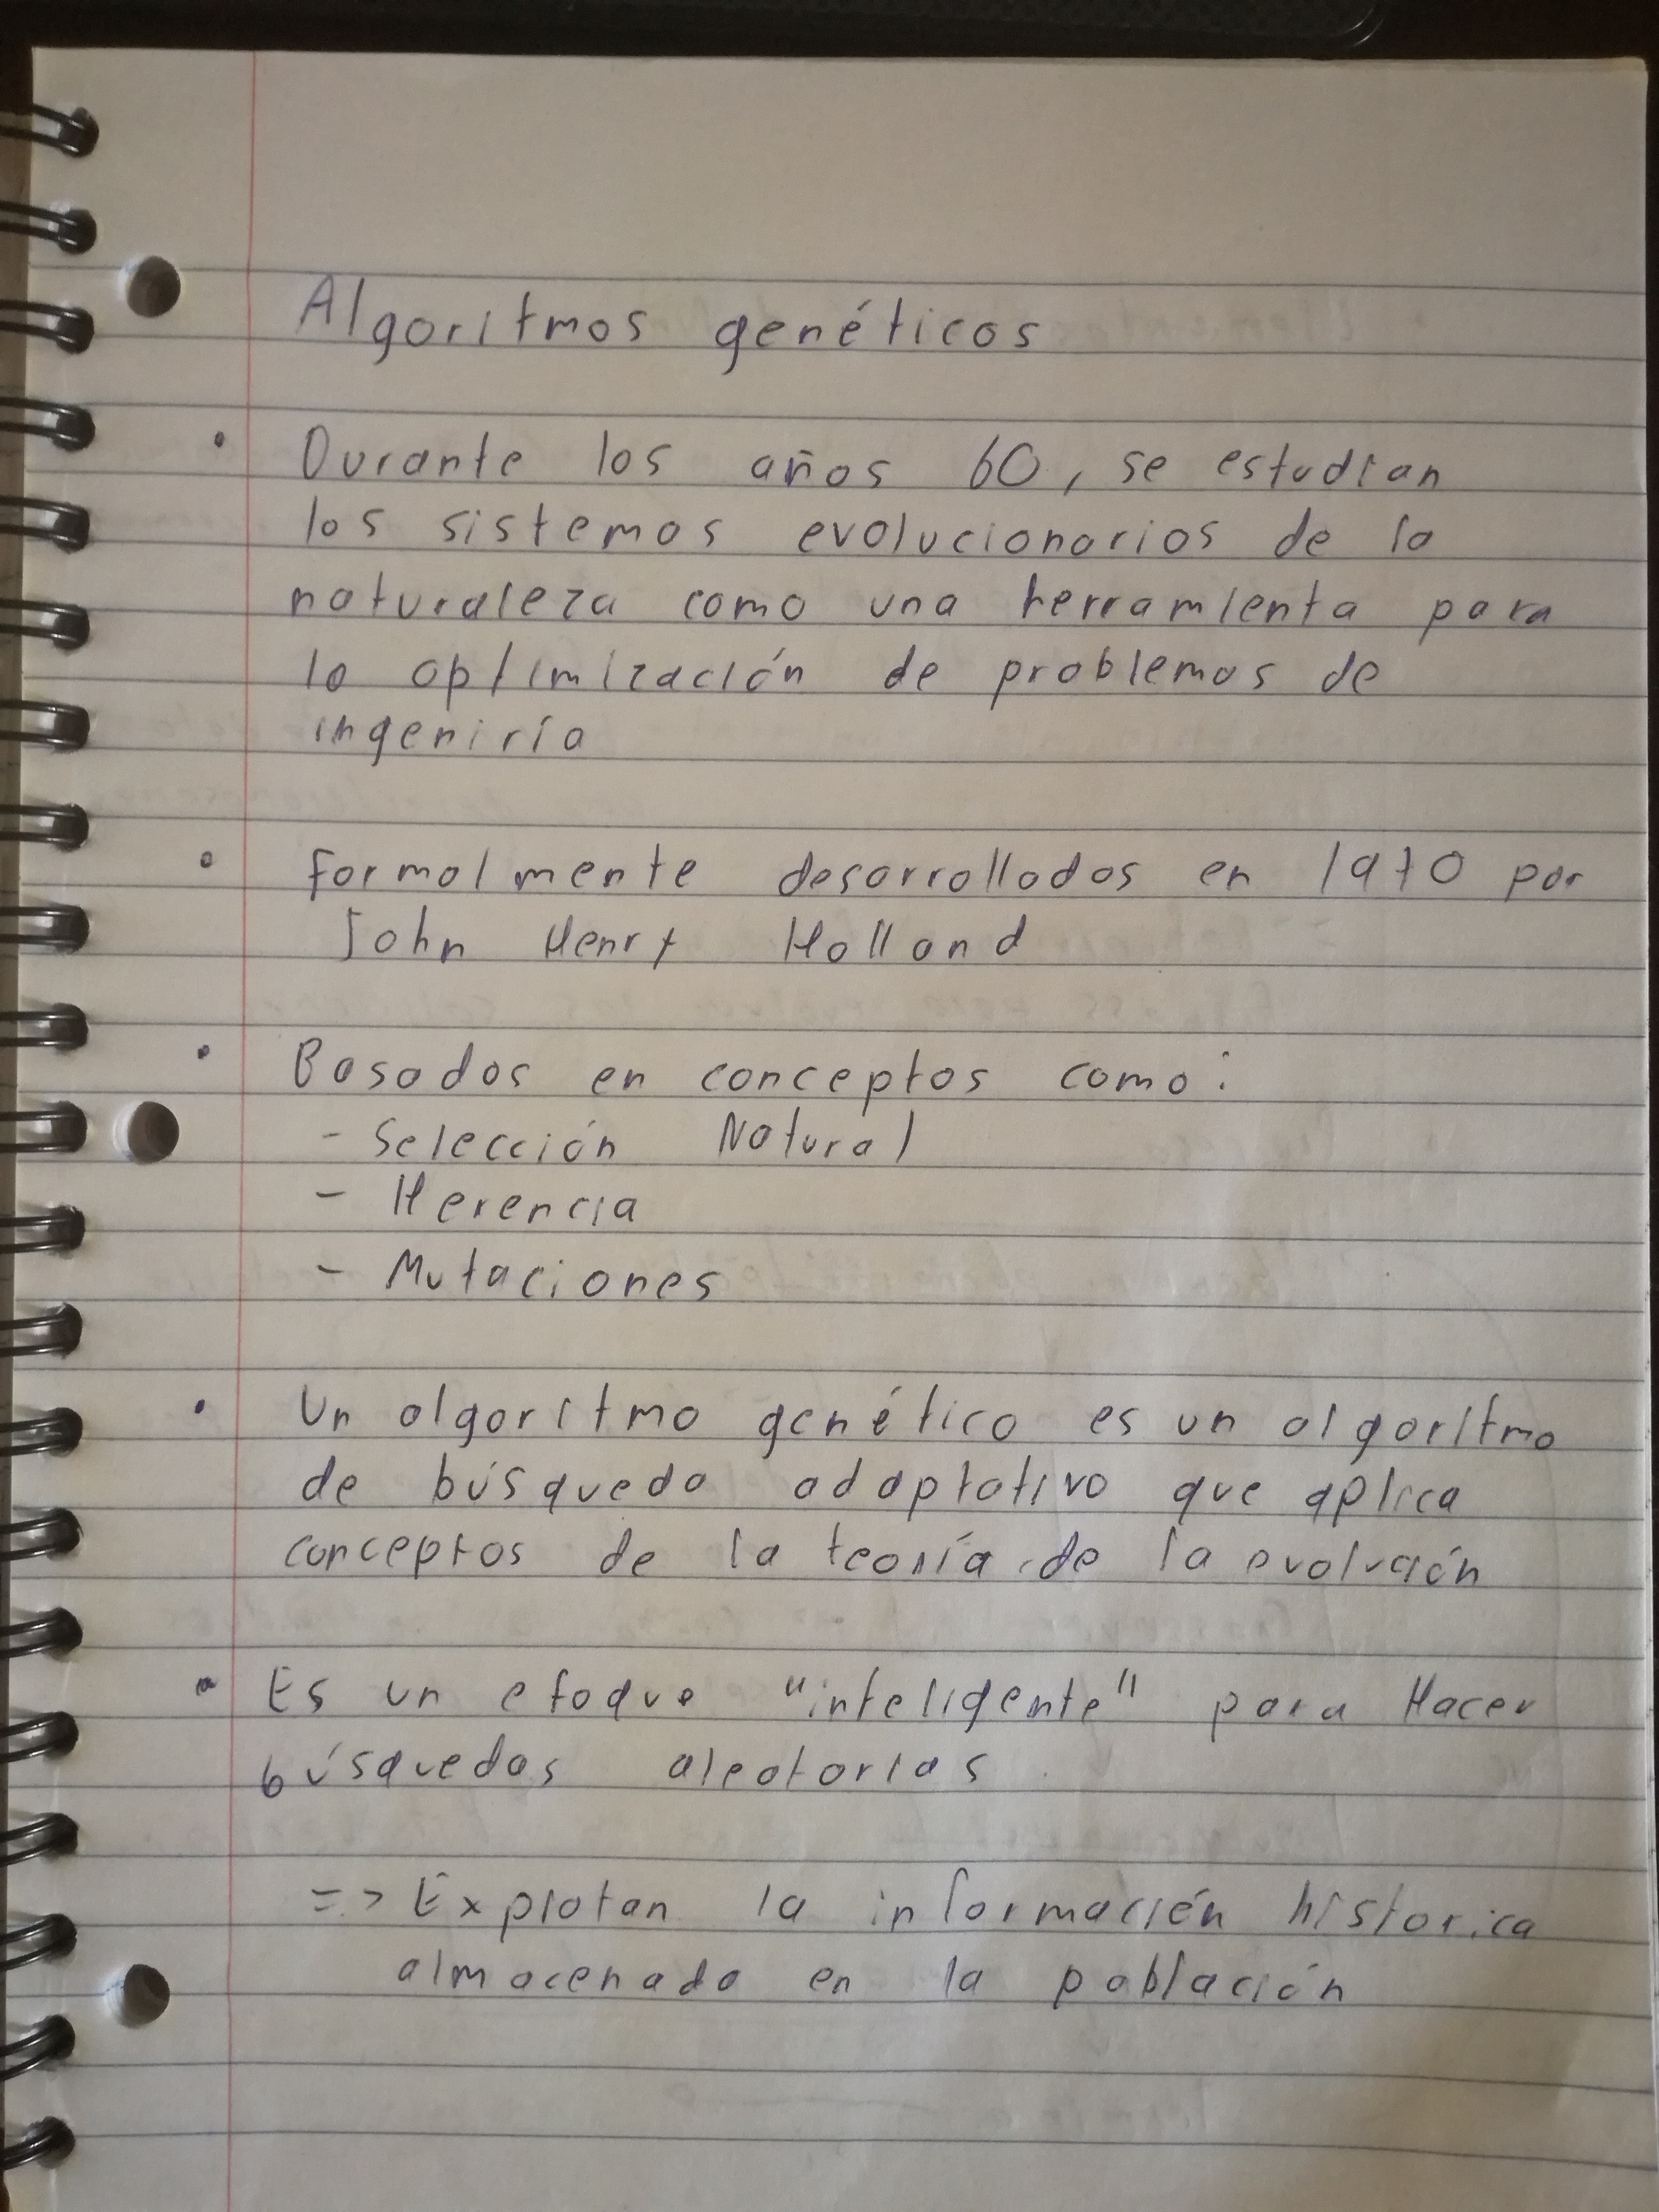 Algoritmos genéticos
• Durante los años 60, se estudian
los sistemas evolucionarios de la
naturaleza como una herramienta para
la optimización de problemas de
ingeniría
• Formalmente desarrollados en 1970 por
John Henry Holland
• Basados en conceptos como:
- Selección Natural
- Herencia
- Mutaciones
• Un algoritmo genético es un algoritmo
de búsqueda adaptativo que aplica
conceptos de la teoría de la evolución
• Es un efoque "inteligente" para Hacer
búsquedas aleatorias
=> Explotan la información historica
almacenada en la población